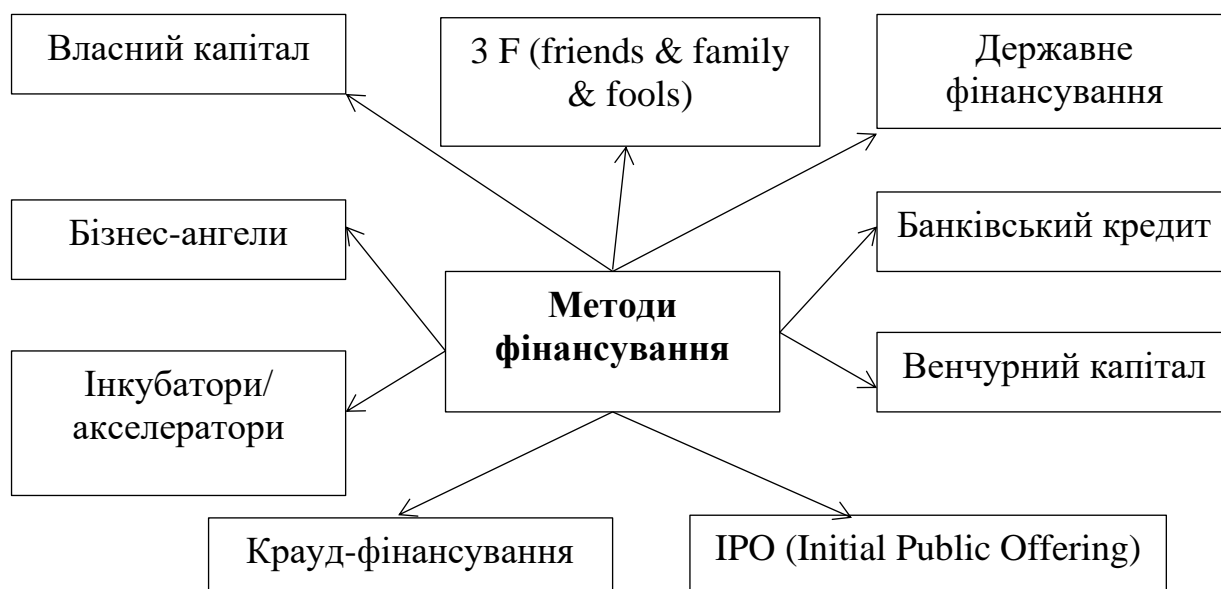 Власний капітал
3 F (friends & family
& fools)
Державне
фінансування
Бізнес-ангели
Банківський кредит
Методи
фінансування
Інкубатори/
акселератори
Венчурний капітал
Крауд-фінансування
IPO (Initial Public Offering)